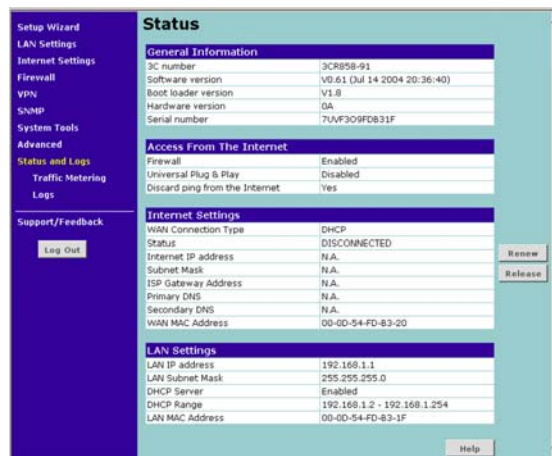 Setup Wizard
LAN Settings
Internet Settings
Firewall
VPN
SNMP
System Tools
Advanced
Status and Logs
Traffic Metering
Logs
Support/Feedback
Log Out
Status
General Information
3C number 3CR858-91
Software version V0.61 (Jul 14 2004 20:36:40)
Boot loader version V1.8
Hardware version 0A
Serial number 7UVF3O9FDB31F
Access From The Internet
Firewall Enabled
Universal Plug & Play Disabled
Discard ping from the Internet Yes
Internet Settings
WAN Connection Type DHCP
Status DISCONNECTED
Internet IP address N.A.
Subnet Mask N.A.
ISP Gateway Address N.A.
Primary DNS N.A.
Secondary DNS N.A.
WAN MAC Address 00-0D-54-FD-B3-20
Renew
Release
LAN Settings
LAN IP address 192.168.1.1
LAN Subnet Mask 255.255.255.0
DHCP Server Enabled
DHCP Range 192.168.1.2 - 192.168.1.254
LAN MAC Address 00-0D-54-FD-B3-1F
Help